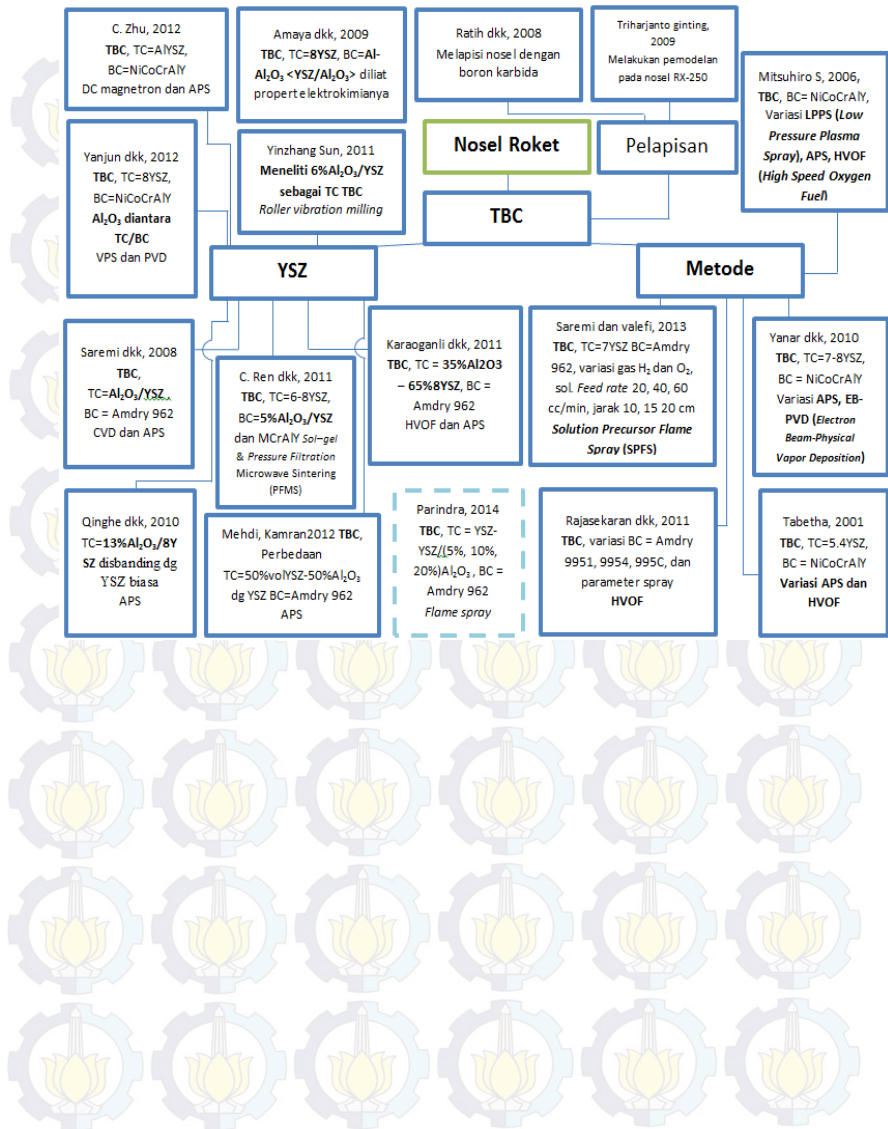 C. Zhu, 2012
TBC, TC=AlYSZ,
BC=NiCoCrAlY
DC magnetron dan APS
Amaya dkk, 2009
TBC, TC=8YSZ, BC=Al-
Al₂O₃ <YSZ/Al₂O₃> diliat
properte lektrokimianya
Ratih dkk, 2008
Melapisi nosel dengan
boron karbida
Triharjanto ginting,
2009
Melakukan pemodelan
pada nosel RX-250
Mitsuhiro S, 2006,
TBC, BC= NiCoCrAlY,
Variasi LPPS (Low
Pressure Plasma
Spray), APS, HVOF
(High Speed Oxygen
Fuel)
Nosel Roket
Pelapisan
Yanjun dkk, 2012
TBC, TC=8YSZ,
BC=NiCoCrAlY
Al₂O₃ diantara
TC/BC
VPS dan PVD
Yinzhang Sun, 2011
Meneliti 6%Al₂O₃/YSZ
sebagai TC TBC
Roller vibration milling
TBC
YSZ
Metode
Saremi dkk, 2008
TBC,
TC=Al₂O₃/YSZ ,
BC = Amdry 962
CVD dan APS
C. Ren dkk, 2011
TBC, TC=6-8YSZ,
BC=5%Al₂O₃/YSZ
dan MCrAlY Sol–gel
& Pressure Filtration
Microwave Sintering
(PFMS)
Karaoganli dkk, 2011
TBC, TC = 35%Al2O3
– 65%8YSZ, BC =
Amdry 962
HVOF dan APS
Saremi dan valefi, 2013
TBC, TC=7YSZ BC=Amdry
962, variasi gas H₂ dan O₂,
sol. Feed rate 20, 40, 60
cc/min, jarak 10, 15 20 cm
Solution Precursor Flame
Spray (SPFS)
Yanar dkk, 2010
TBC, TC= 7-8YSZ,
BC = NiCoCrAlY
Variasi APS, EB-
PVD (Electron
Beam-Physical
Vapor Deposition)
Qinghe dkk, 2010
TC=13%Al₂O₃/8Y
SZ disbanding dg
YSZ biasa
APS
Mehdi, Kamran2012 TBC,
Perbedaan
TC=50%volYSZ-50%Al₂O₃
dg YSZ BC=Amdry 962
APS
Parindra, 2014
TBC, TC = YSZ-
YSZ/(5%, 10%,
20%)Al₂O₃ , BC =
Amdry 962
Flame spray
Rajasekaran dkk, 2011
TBC, variasi BC = Amdry
9951, 9954, 995C, dan
parameter spray
HVOF
Tabetha, 2001
TBC, TC=5.4YSZ,
BC = NiCoCrAlY
Variasi APS dan
HVOF